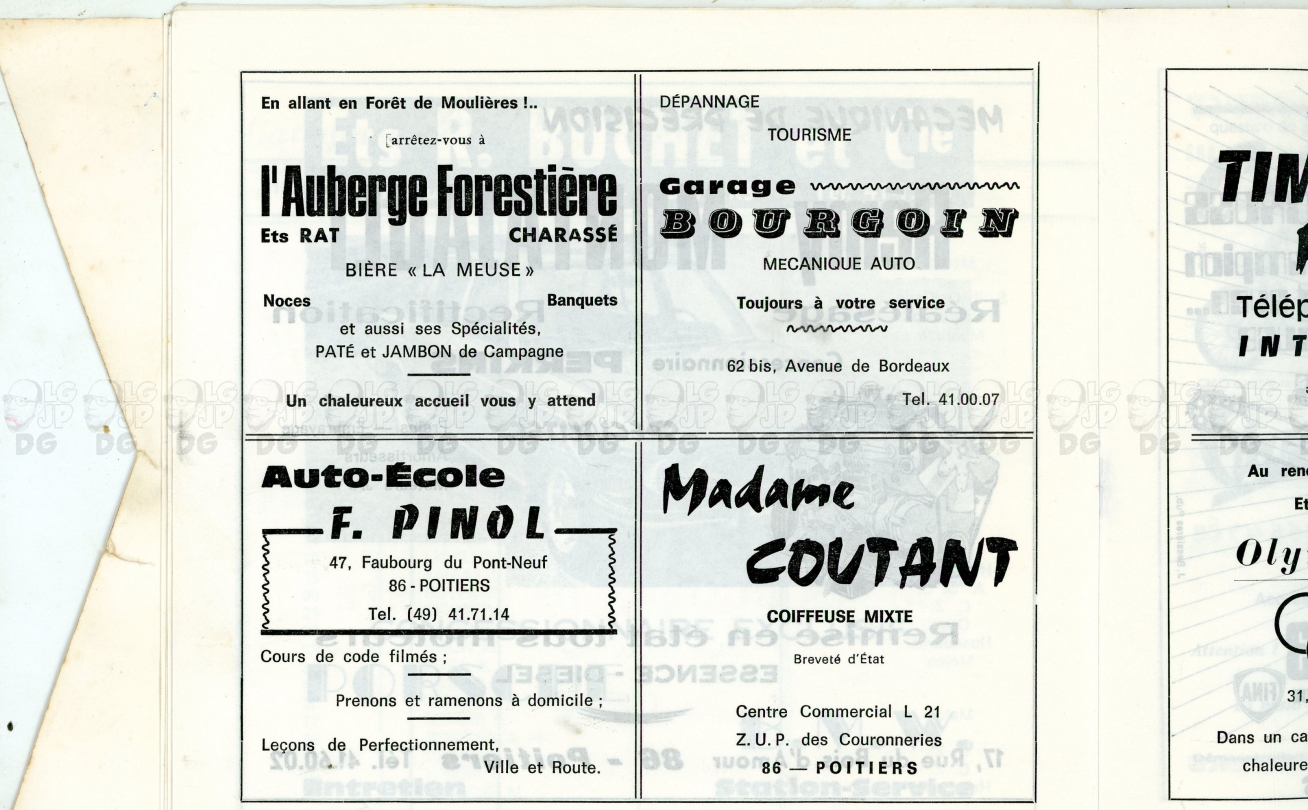 En allant en Forêt de Moulières !..
arrêtez-vous à
l'Auberge Forestière
Ets RAT CHARASSÉ
BIÈRE « LA MEUSE »
Noces Banquets
et aussi ses Spécialités,
PATÉ et JAMBON de Campagne
Un chaleureux accueil vous y attend
DÉPANNAGE
TOURISME
Garage
BOURGOIN
MECANIQUE AUTO
Toujours à votre service
62 bis, Avenue de Bordeaux
Tel. 41.00.07
Auto-École
F. PINOL
47, Faubourg du Pont-Neuf
86 - POITIERS
Tel. (49) 41.71.14
Cours de code filmés ;
Prenons et ramenons à domicile ;
Leçons de Perfectionnement,
Ville et Route.
Madame
COUTANT
COIFFEUSE MIXTE
Breveté d'État
Centre Commercial L 21
Z. U. P. des Couronneries
86 — POITIERS
TIM
Télép
INT
Au rend
Et
Oly
31,
Dans un ca
chaleure